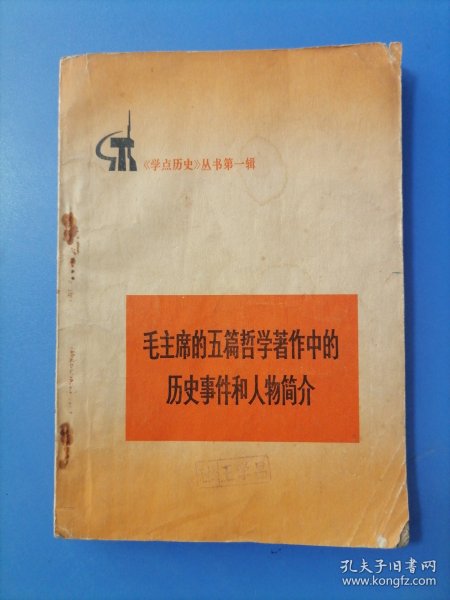 《学点历史》丛书第一辑
毛主席的五篇哲学著作中的
历史事件和人物简介
孔夫子旧书网
www.kongfz.com